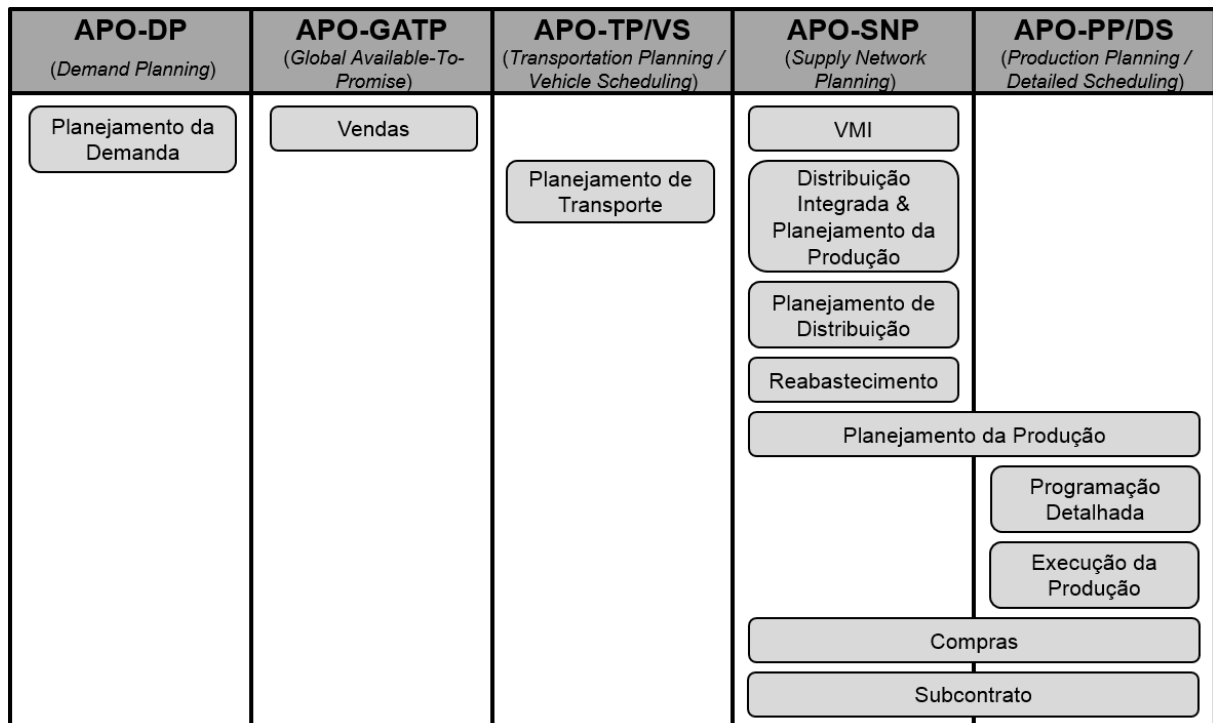 APO-DP
(Demand Planning)
APO-GATP
(Global Available-To-
Promise)
APO-TP/VS
(Transportation Planning /
Vehicle Scheduling)
APO-SNP
(Supply Network
Planning)
APO-PP/DS
(Production Planning /
Detailed Scheduling)
Planejamento da
Demanda
Vendas
Planejamento de
Transporte
VMI
Distribuição
Integrada &
Planejamento da
Produção
Planejamento de
Distribuição
Reabastecimento
Planejamento da Produção
Programação
Detalhada
Execução da
Produção
Compras
Subcontrato